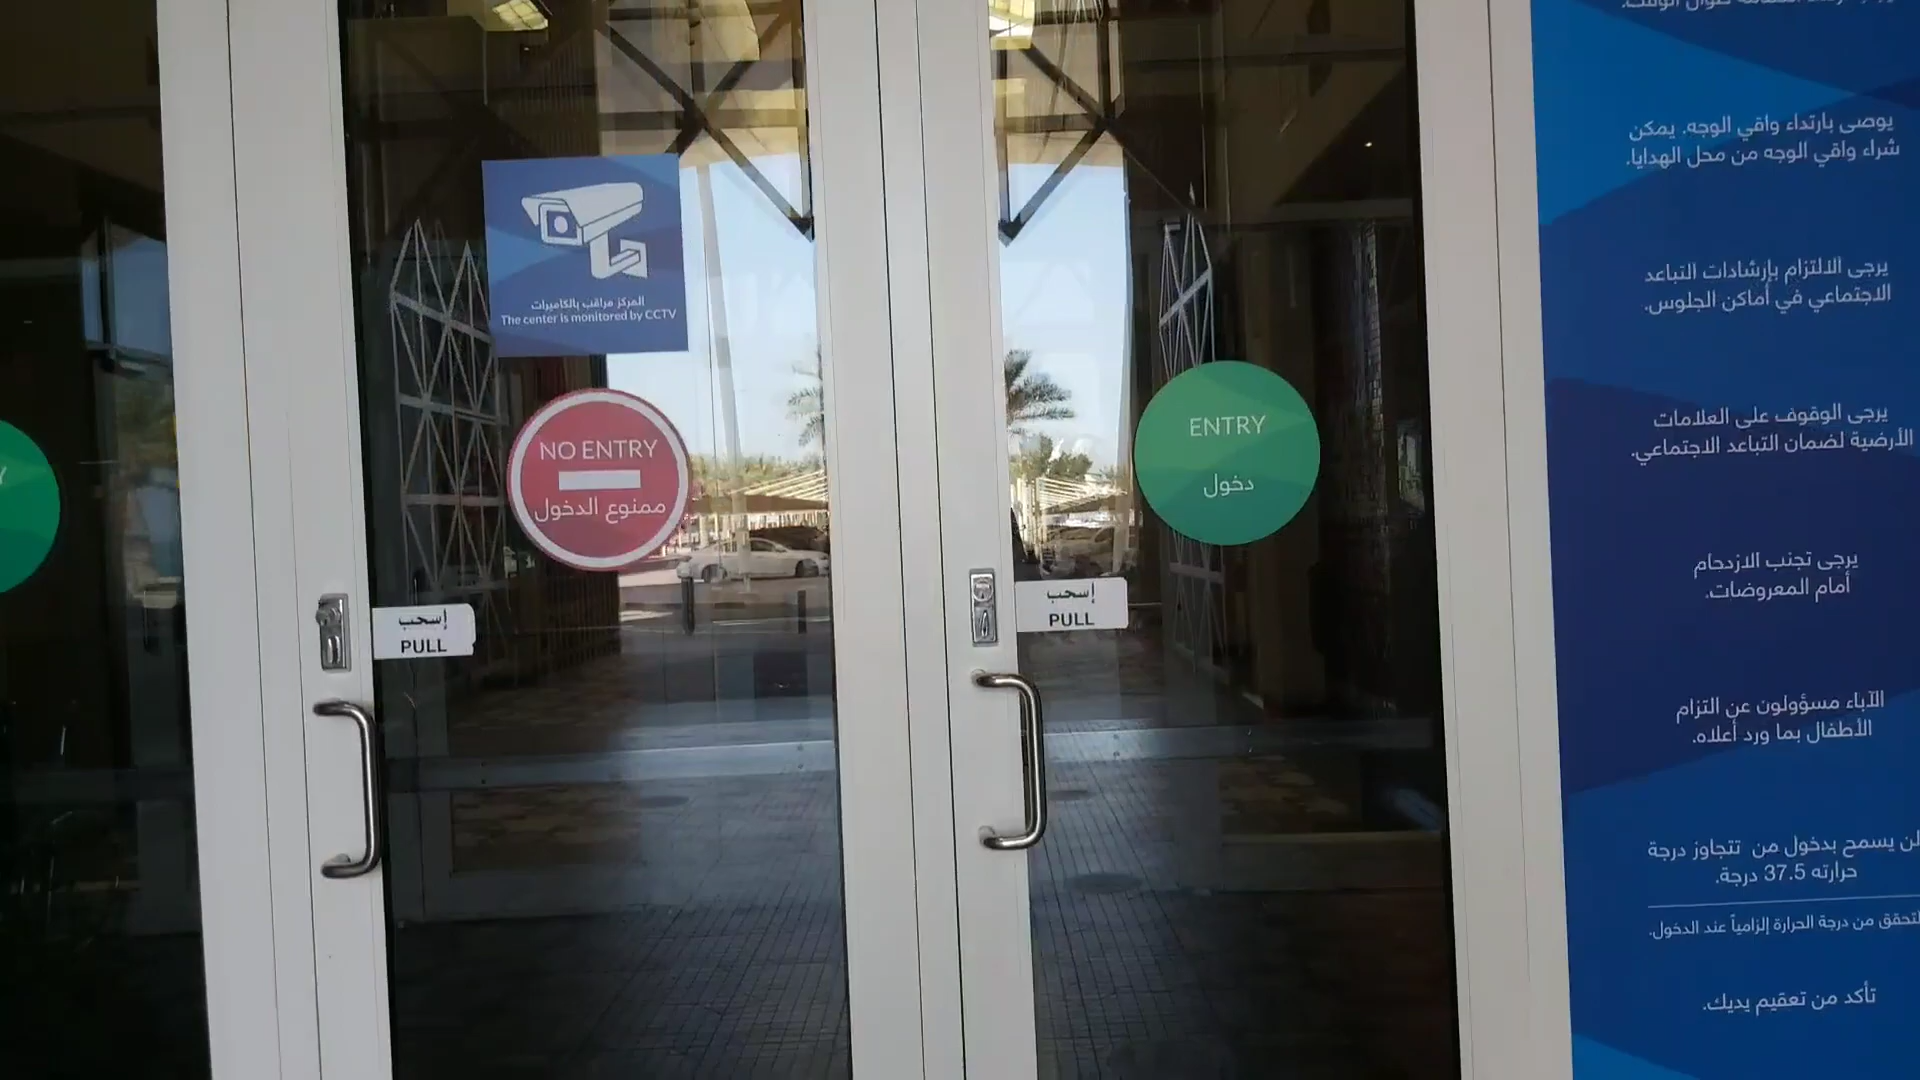 المركز مراقب بالكاميرات
The center is monitored by CCTV
NO ENTRY
ممنوع الدخول
إسحب
PULL
ENTRY
دخول
إسحب
PULL
طوال الوقت.
يوصى بارتداء واقي الوجه. يمكن
شراء واقي الوجه من محل الهدايا.
يرجى الالتزام بإرشادات التباعد
الاجتماعي في أماكن الجلوس.
يرجى الوقوف على العلامات
الأرضية لضمان التباعد الاجتماعي.
يرجى تجنب الازدحام
أمام المعروضات.
الآباء مسؤولون عن التزام
الأطفال بما ورد أعلاه.
لن يسمح بدخول من تتجاوز درجة
حرارته 37.5 درجة.
التحقق من درجة الحرارة إلزامياً عند الدخول.
تأكد من تعقيم يديك.